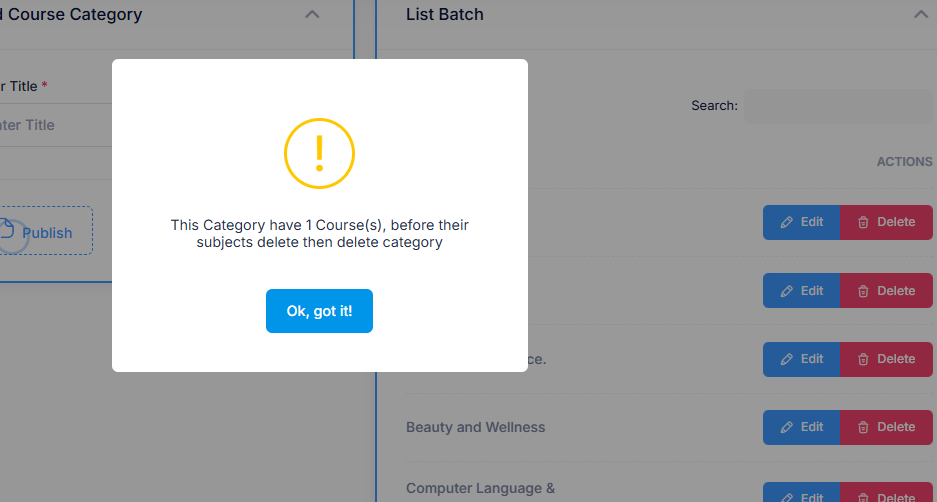 Course Category
List Batch
Title *
Title
Search:
ACTIONS
Publish
This Category have 1 Course(s), before their
subjects delete then delete category
Ok, got it!
Edit Delete
Edit Delete
ce. Edit Delete
Beauty and Wellness Edit Delete
Computer Language &
Edit Delete